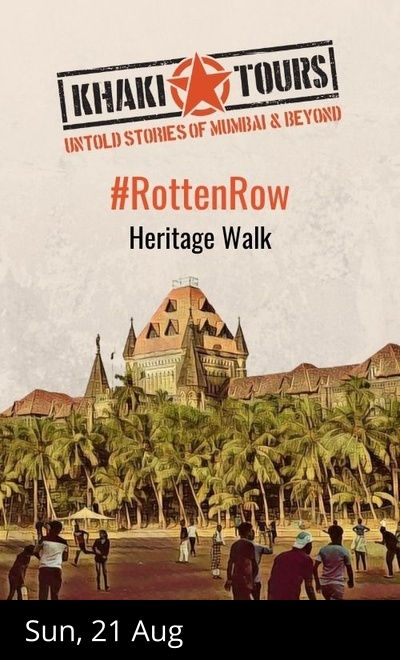 KHAKI TOURS
UNTOLD STORIES OF MUMBAI & BEYOND
#RottenRow
Heritage Walk
Sun, 21 Aug